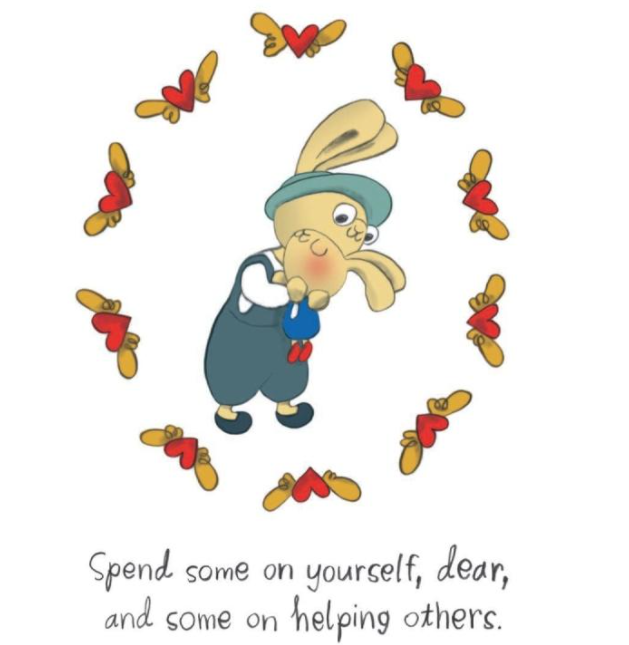 Spend some on yourself, dear,
and some on helping others.